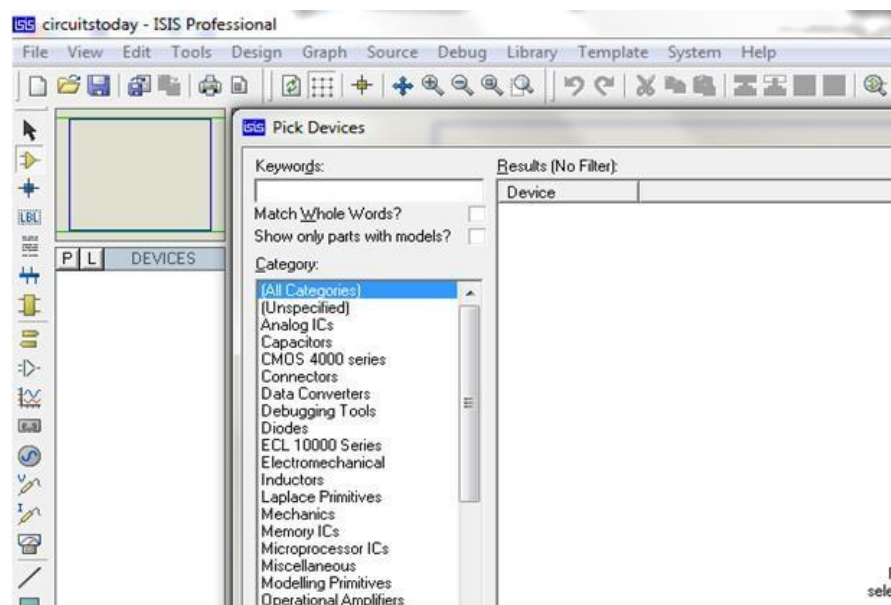 ISIS circuitstoday - ISIS Professional
File View Edit Tools Design Graph Source Debug Library Template System Help
ISIS Pick Devices
Keywords:
Results (No Filter):
Device
Match Whole Words?
Show only parts with models?
LBL
P L DEVICES
Category:
(All Categories)
(Unspecified)
Analog ICs
Capacitors
CMOS 4000 series
Connectors
Data Converters
Debugging Tools
Diodes
ECL 10000 Series
Electromechanical
Inductors
Laplace Primitives
Mechanics
Memory ICs
Microprocessor ICs
Miscellaneous
Modelling Primitives
Operational Amplifiers
V
I